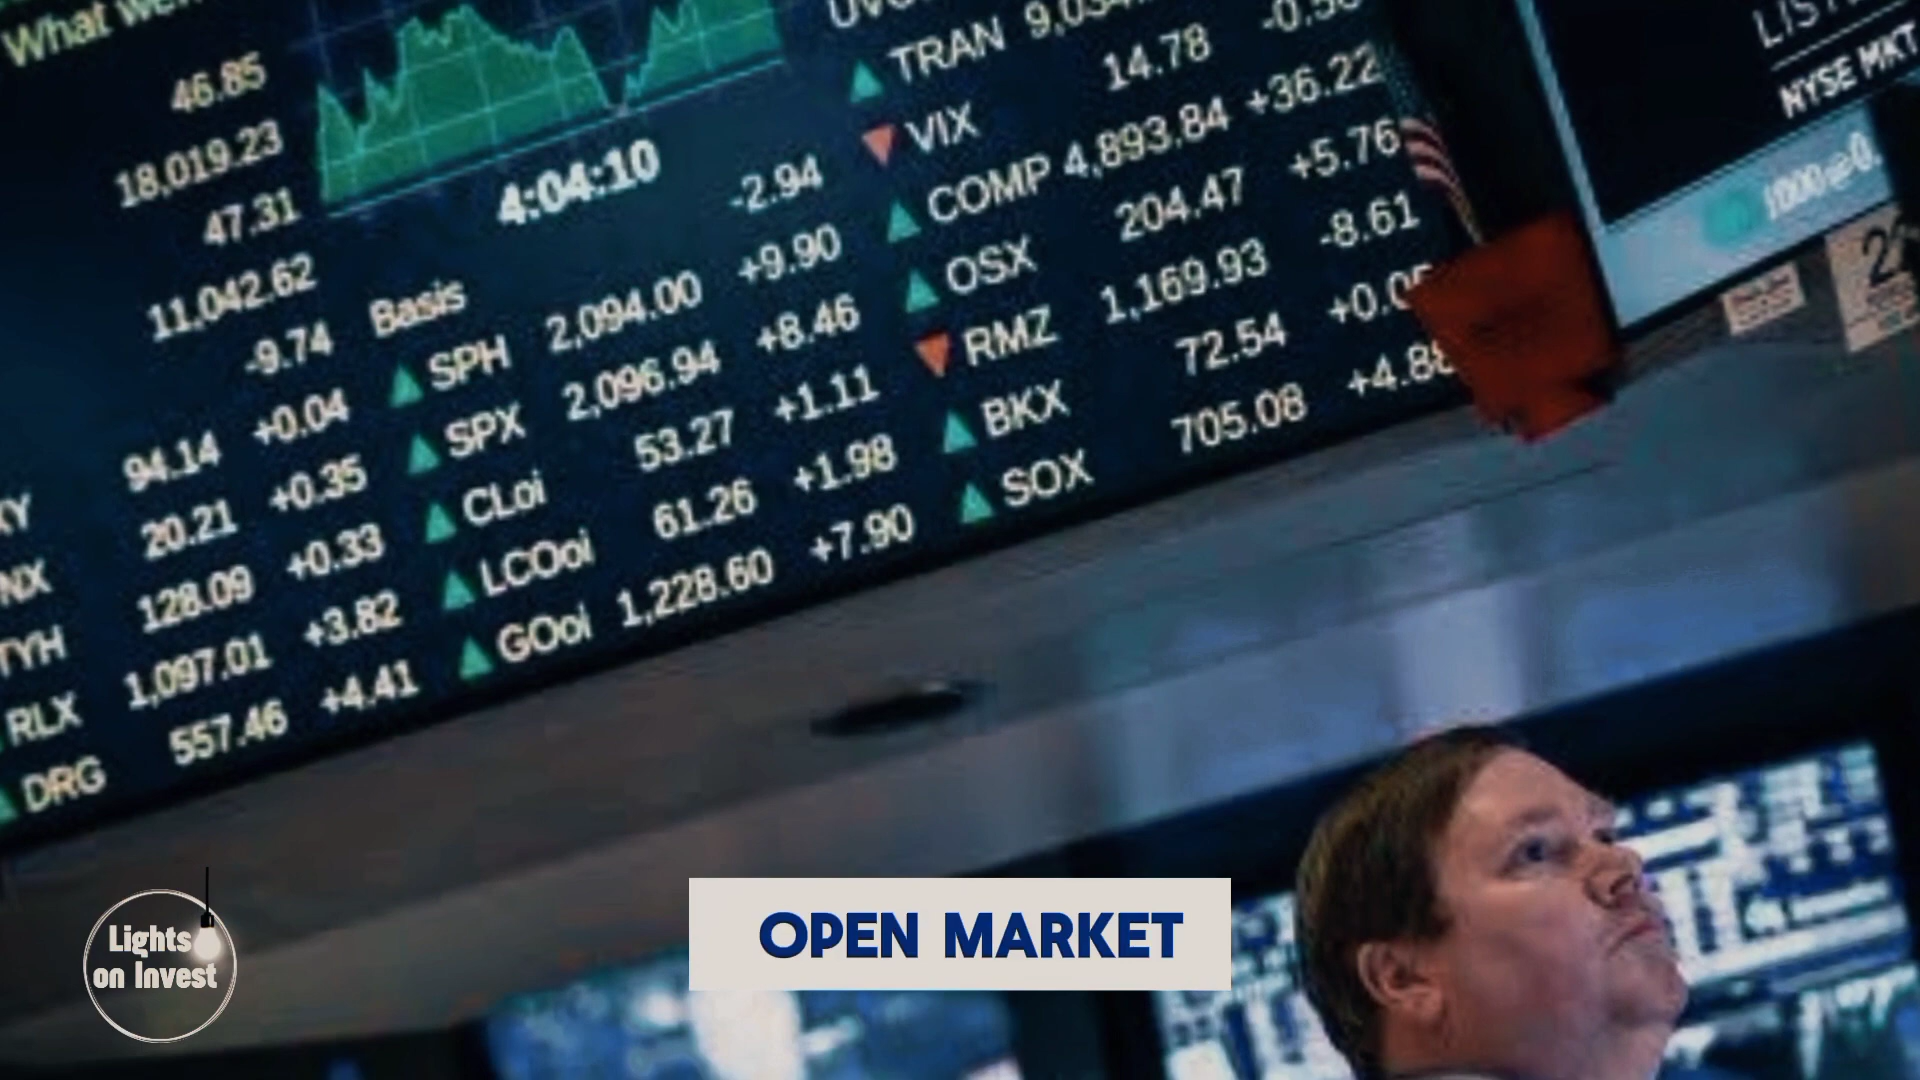 What we
46.85
18,019.23
47.31
11,042.62
-9.74
94.14 +0.04
20.21 +0.35
NX 128.09 +0.33
TYH 1,097.01 +3.82
RLX 557.46 +4.41
DRG
4:04:10
-2.94
Basis +9.90
SPH 2,094.00 +8.46
SPX 2,096.94 +1.11
CLoi 53.27 +1.98
LCOoi 61.26 +7.90
GOoi 1,228.60
TRAN
14.78
VIX +36.22
COMP 4,893.84 +5.76
OSX 204.47 -8.61
RMZ 1,169.93
BKX 72.54
SOX 705.08
NYSE MKT
Lights
on Invest
OPEN MARKET